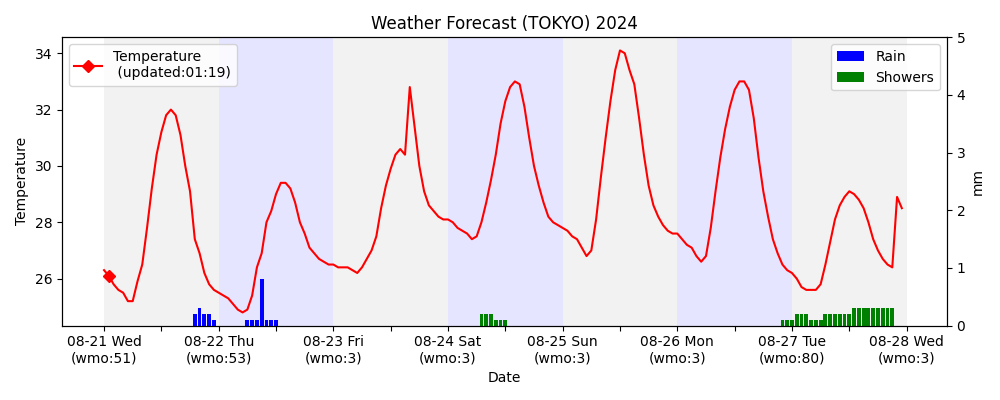 Weather Forecast (TOKYO) 2024
Temperature
(updated:01:19)
Rain
Showers
34
32
30
28
26
Temperature
5
4
3
2
1
0
mm
08-21 Wed
(wmo:51)
08-22 Thu
(wmo:53)
08-23 Fri
(wmo:3)
08-24 Sat
(wmo:3)
08-25 Sun
(wmo:3)
08-26 Mon
(wmo:3)
08-27 Tue
(wmo:80)
08-28 Wed
(wmo:3)
Date